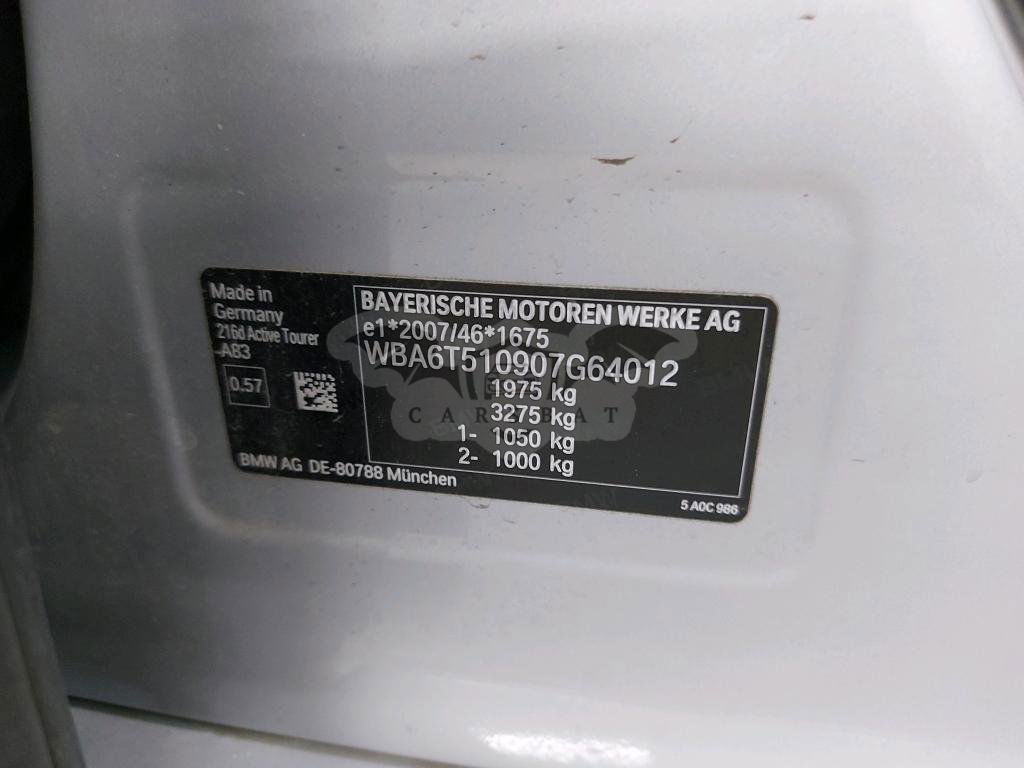 Made in
Germany
216d Active Tourer
A83
0.57
BMW AG DE-80788 München
BAYERISCHE MOTOREN WERKE AG
e1*2007/46*1675
WBA6T510907G64012
1975 kg
3275 kg
1- 1050 kg
2- 1000 kg
5 A0C 986